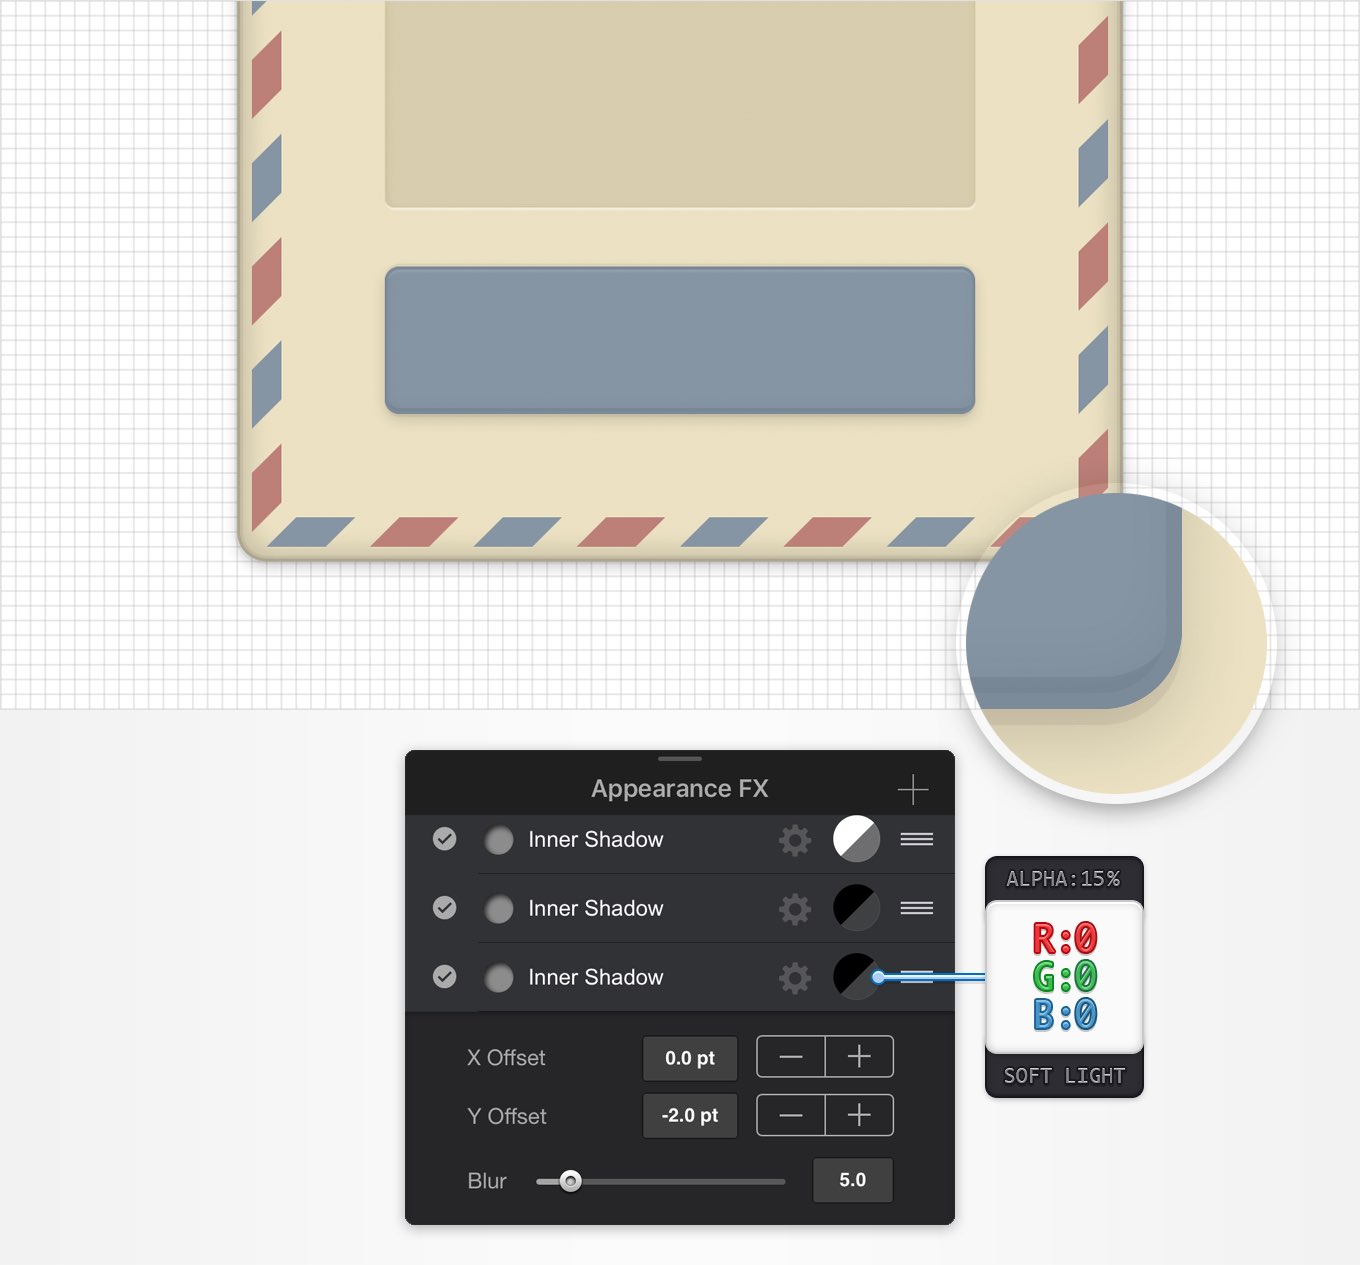 Appearance FX
Inner Shadow
Inner Shadow
Inner Shadow
X Offset 0.0 pt
Y Offset -2.0 pt
Blur 5.0
ALPHA:15%
R:0
G:0
B:0
SOFT LIGHT